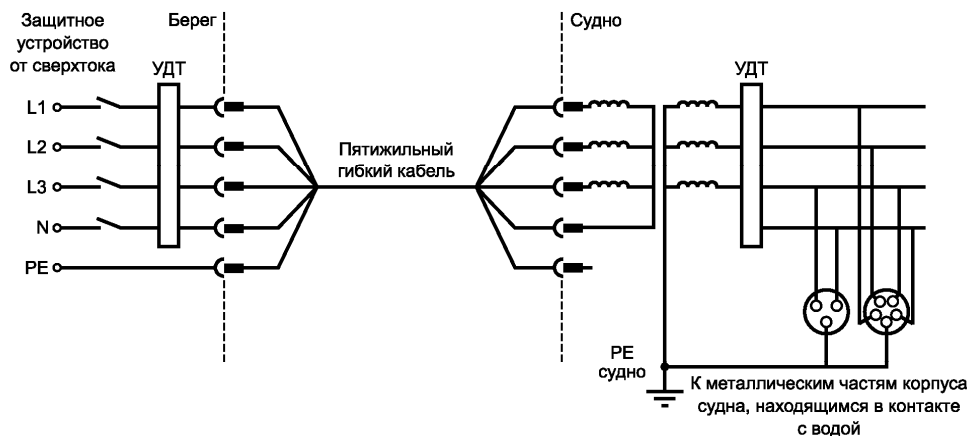 Защитное
устройство
от сверхтока
Берег
Судно
УДТ
УДТ
L1
L2
L3
N
PE
Пятижильный
гибкий кабель
PE
судно
К металлическим частям корпуса
судна, находящимся в контакте
с водой